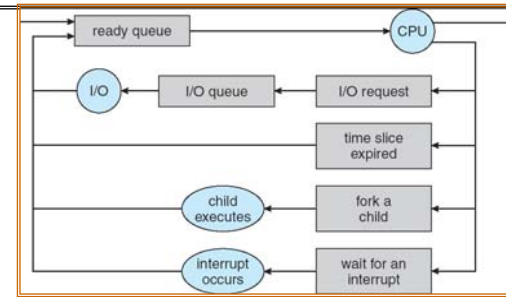 ready queue
CPU
I/O
I/O queue
I/O request
time slice
expired
child
executes
fork a
child
interrupt
occurs
wait for an
interrupt